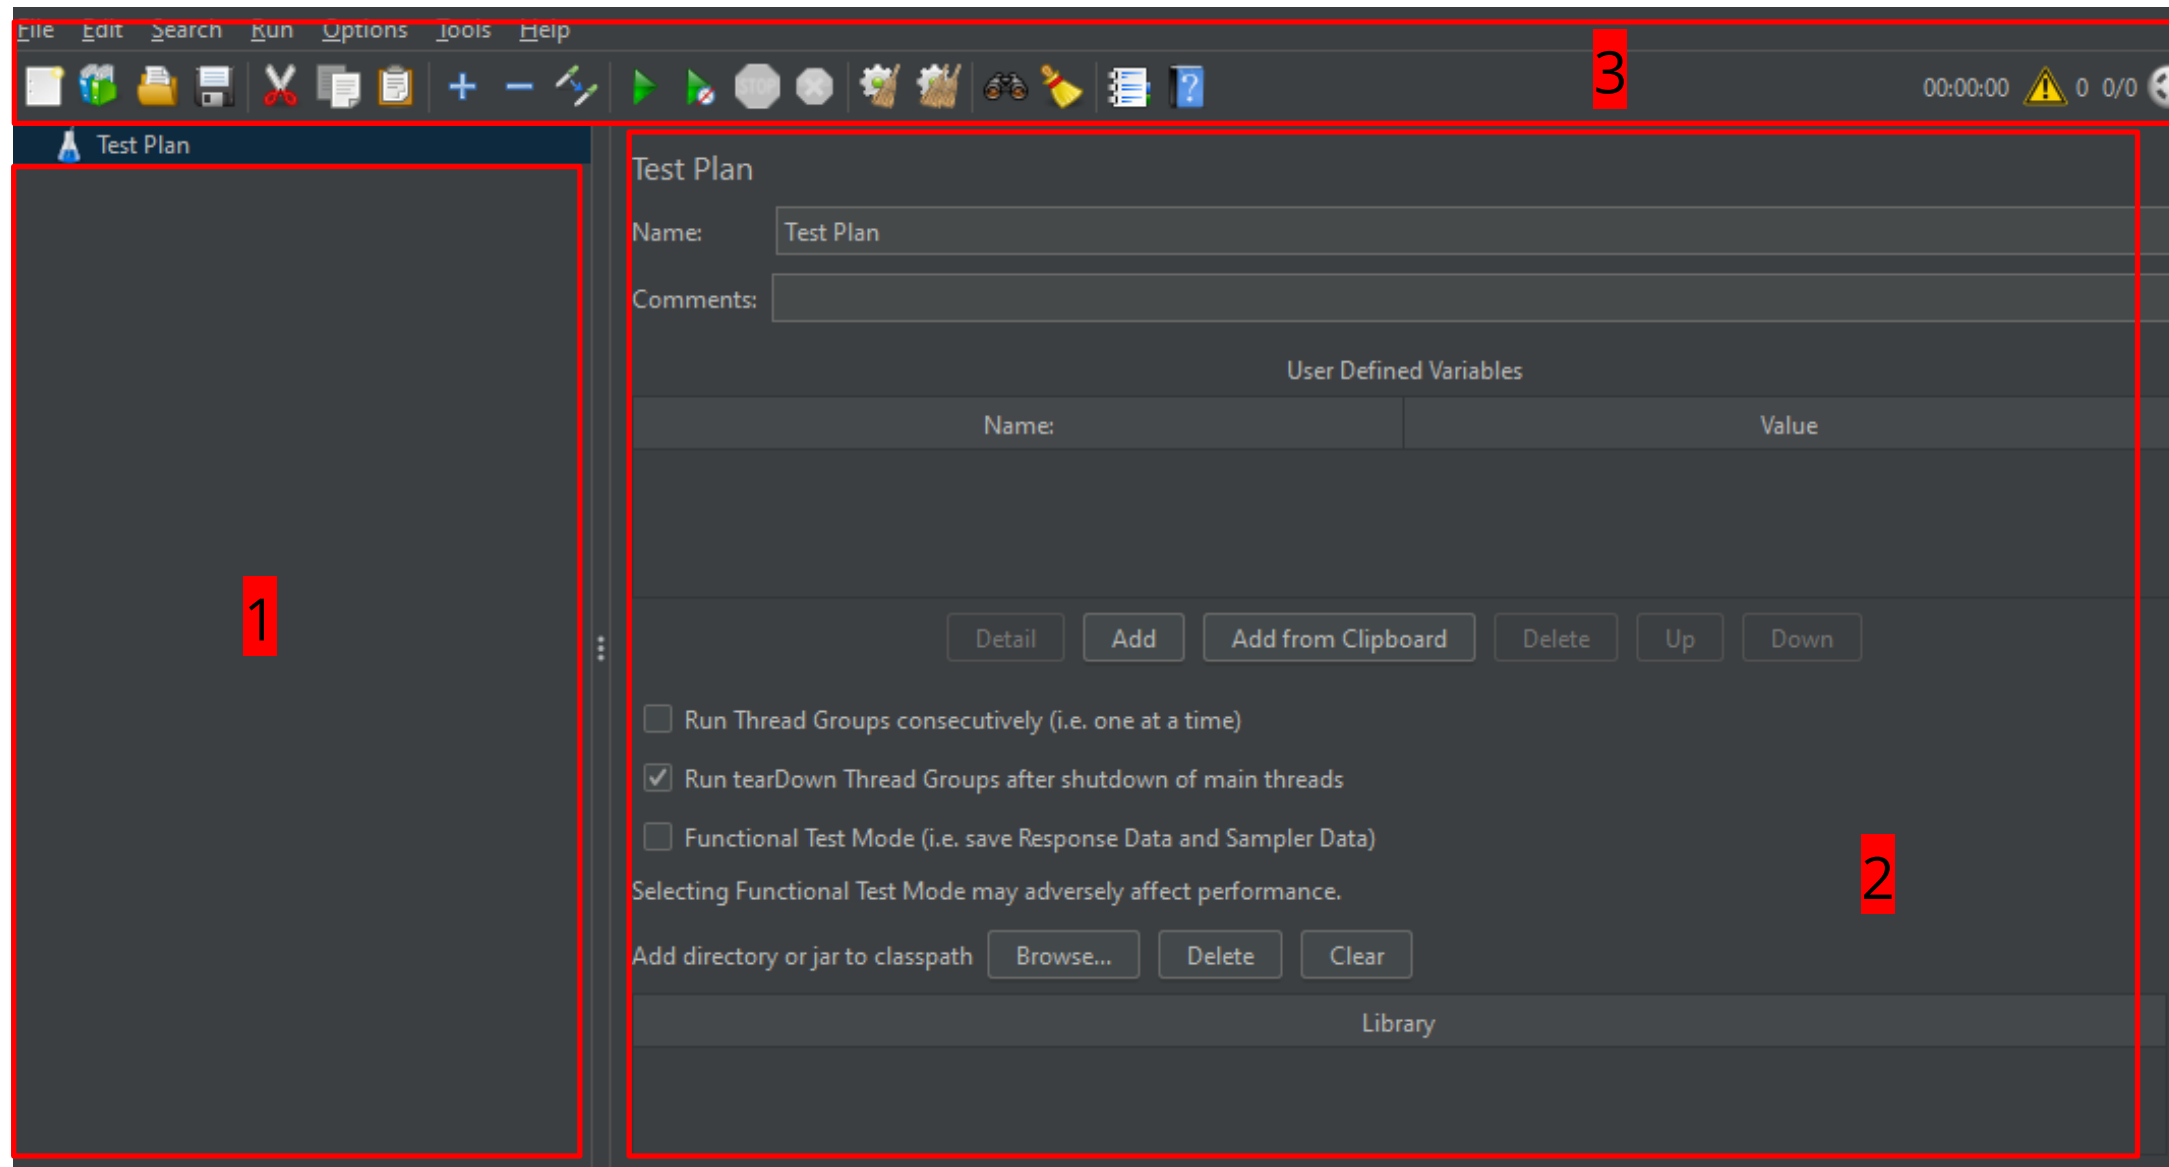 File Edit Search Run Options Tools Help
3
STOP
00:00:00 0 0/0
Test Plan
Test Plan
Name: Test Plan
Comments:
User Defined Variables
Name: Value
1
Detail Add Add from Clipboard Delete Up Down
Run Thread Groups consecutively (i.e. one at a time)
Run tearDown Thread Groups after shutdown of main threads
Functional Test Mode (i.e. save Response Data and Sampler Data)
2
Selecting Functional Test Mode may adversely affect performance.
Add directory or jar to classpath Browse... Delete Clear
Library